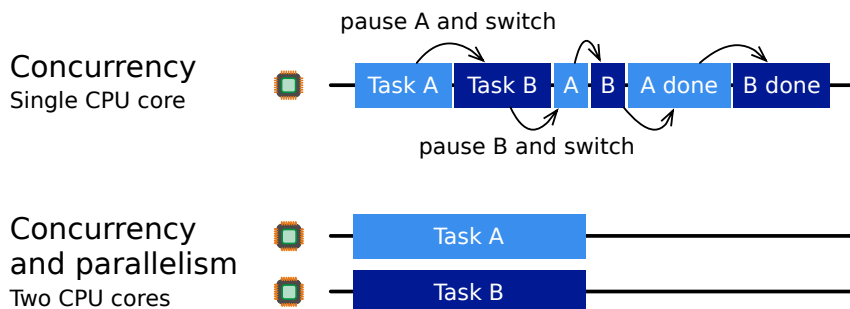 pause A and switch
Concurrency
Single CPU core
Task A
Task B
A
B
A done
B done
pause B and switch
Concurrency
and parallelism
Two CPU cores
Task A
Task B